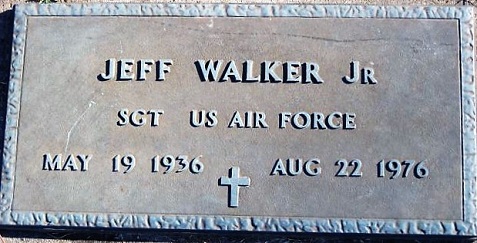 JEFF WALKER JR
SGT US AIR FORCE
MAY 19 1936 AUG 22 1976